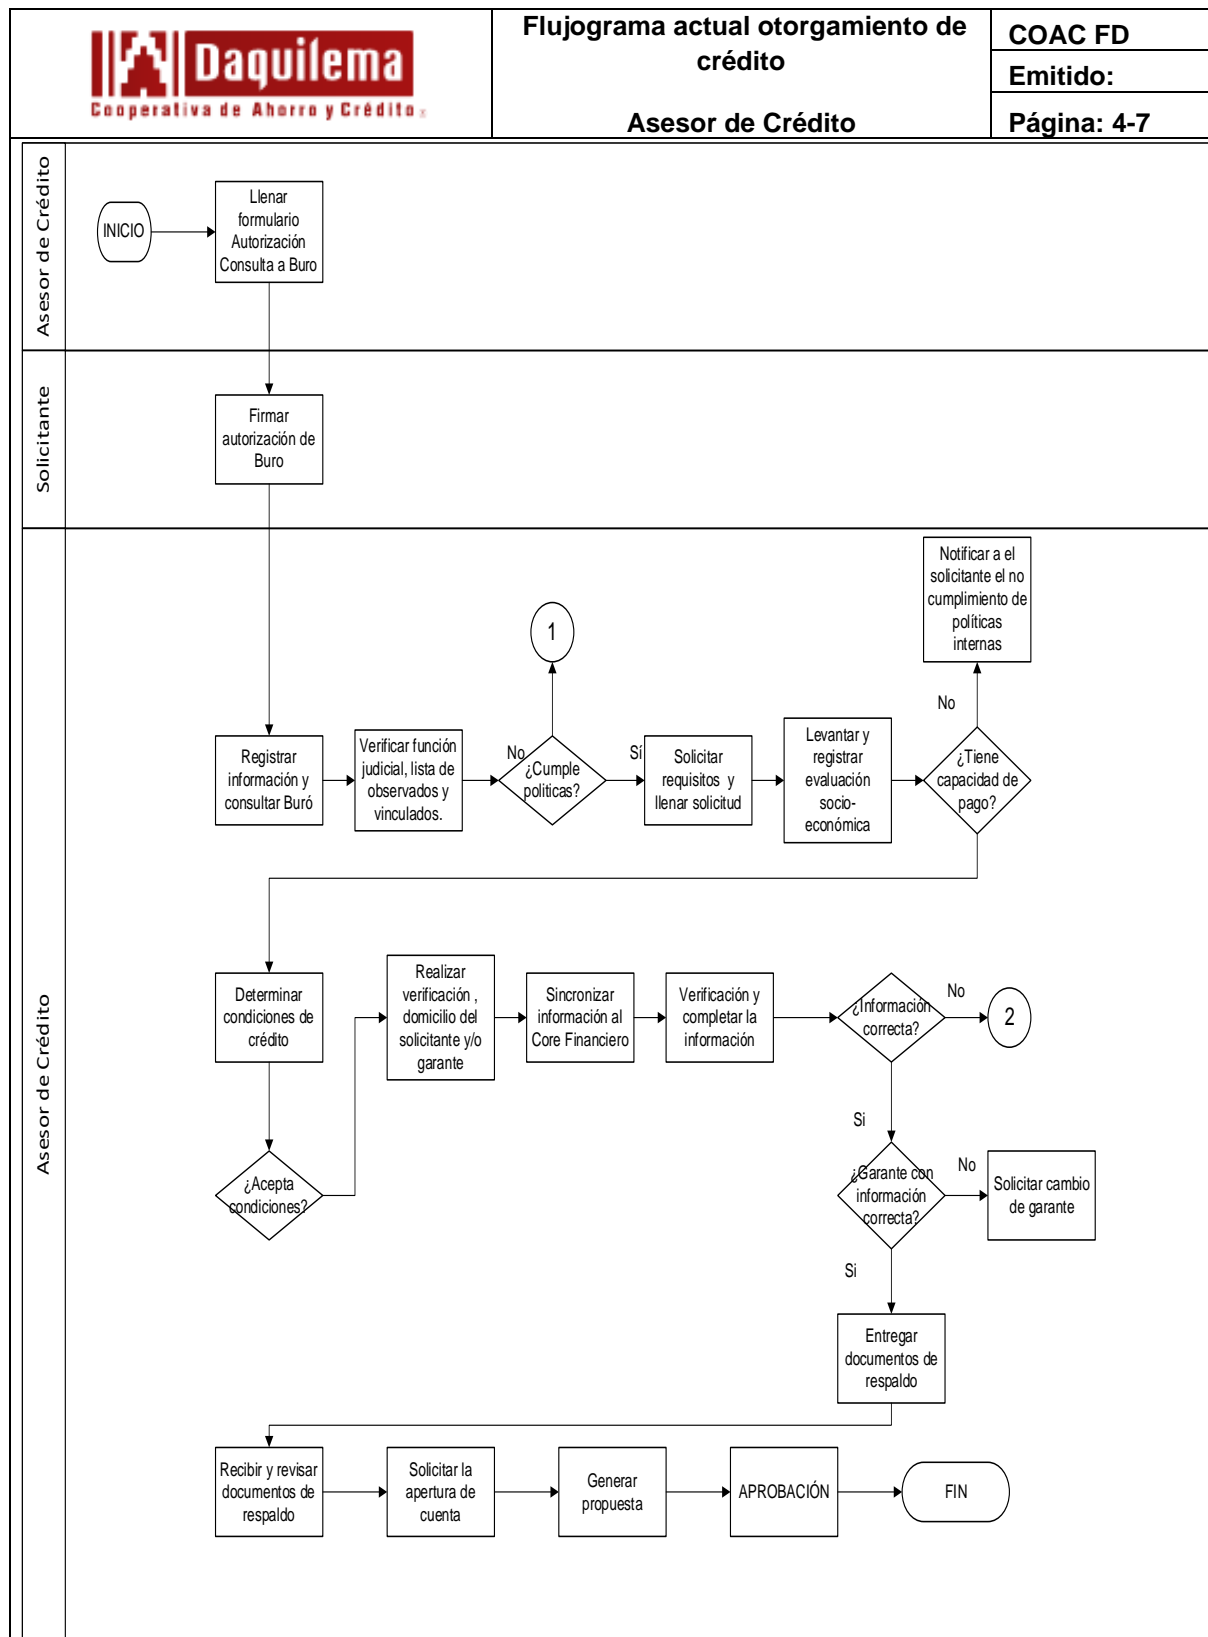 Daquilema
Cooperativa de Ahorro y Crédito
Flujograma actual otorgamiento de
crédito
Asesor de Crédito
COAC FD
Emitido:
Página: 4-7
Asesor de Crédito
INICIO
Llenar
formulario
Autorización
Consulta a Buro
Solicitante
Firmar
autorización de
Buro
Asesor de Crédito
Notificar a el
solicitante el no
cumplimiento de
políticas
internas
1
No
Registrar
información y
consultar Buró
Verificar función
judicial, lista de
observados y
vinculados.
No
¿Cumple
politicas?
Sí
Solicitar
requisitos y
llenar solicitud
Levantar y
registrar
evaluación
socio-
económica
¿Tiene
capacidad de
pago?
Determinar
condiciones de
crédito
Realizar
verificación ,
domicilio del
solicitante y/o
garante
Sincronizar
información al
Core Financiero
Verificación y
completar la
información
¿Información
correcta?
No
2
Si
¿Acepta
condiciones?
¿Garante con
información
correcta?
No
Solicitar cambio
de garante
Si
Entregar
documentos de
respaldo
Recibir y revisar
documentos de
respaldo
Solicitar la
apertura de
cuenta
Generar
propuesta
APROBACIÓN
FIN